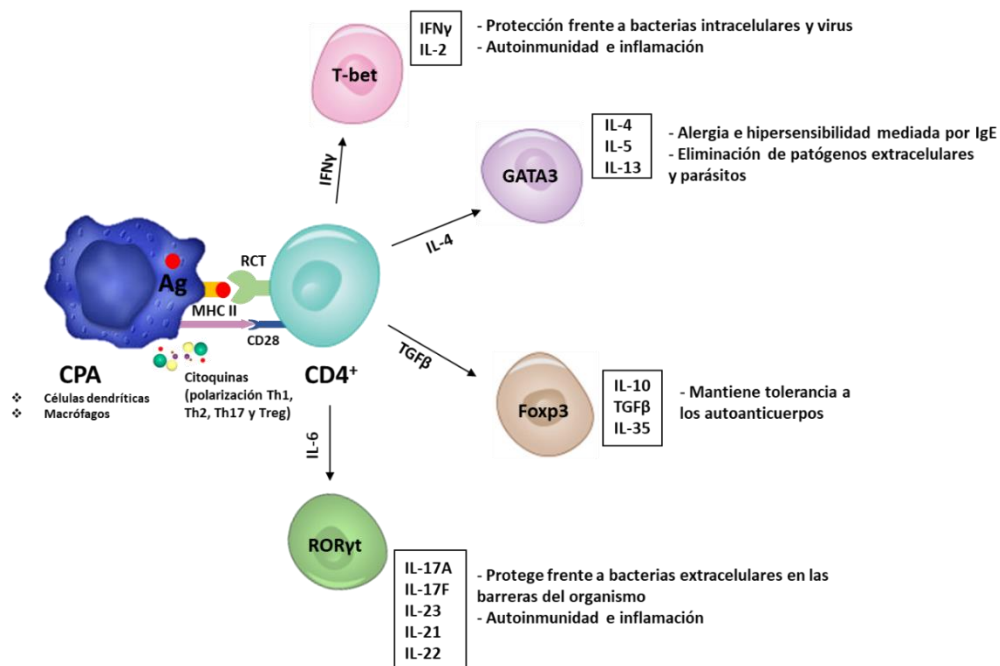 IFNγ
IL-2
- Protección frente a bacterias intracelulares y virus
- Autoinmunidad e inflamación
T-bet
IFNγ
IL-4
IL-5
IL-13
- Alergia e hipersensibilidad mediada por IgE
- Eliminación de patógenos extracelulares
y parásitos
GATA3
IL-4
RCT
Ag
MHC II
CD28
CPA
❖ Células dendríticas
❖ Macrófagos
Citoquinas
(polarización Th1,
Th2, Th17 y Treg)
CD4⁺
TGFβ
Foxp3
IL-10
TGFβ
IL-35
- Mantiene tolerancia a
los autoanticuerpos
IL-6
RORγt
IL-17A
IL-17F
IL-23
IL-21
IL-22
- Protege frente a bacterias extracelulares en las
barreras del organismo
- Autoinmunidad e inflamación